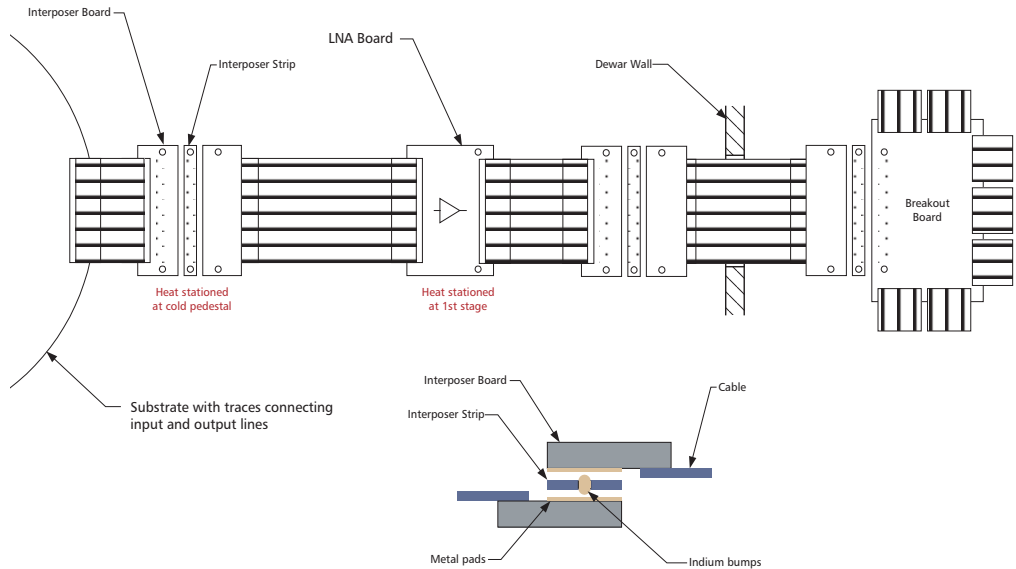 Interposer Board
LNA Board
Interposer Strip
Dewar Wall
Breakout
Board
Heat stationed
at cold pedestal
Heat stationed
at 1st stage
Substrate with traces connecting
input and output lines
Interposer Board
Cable
Interposer Strip
Metal pads
Indium bumps